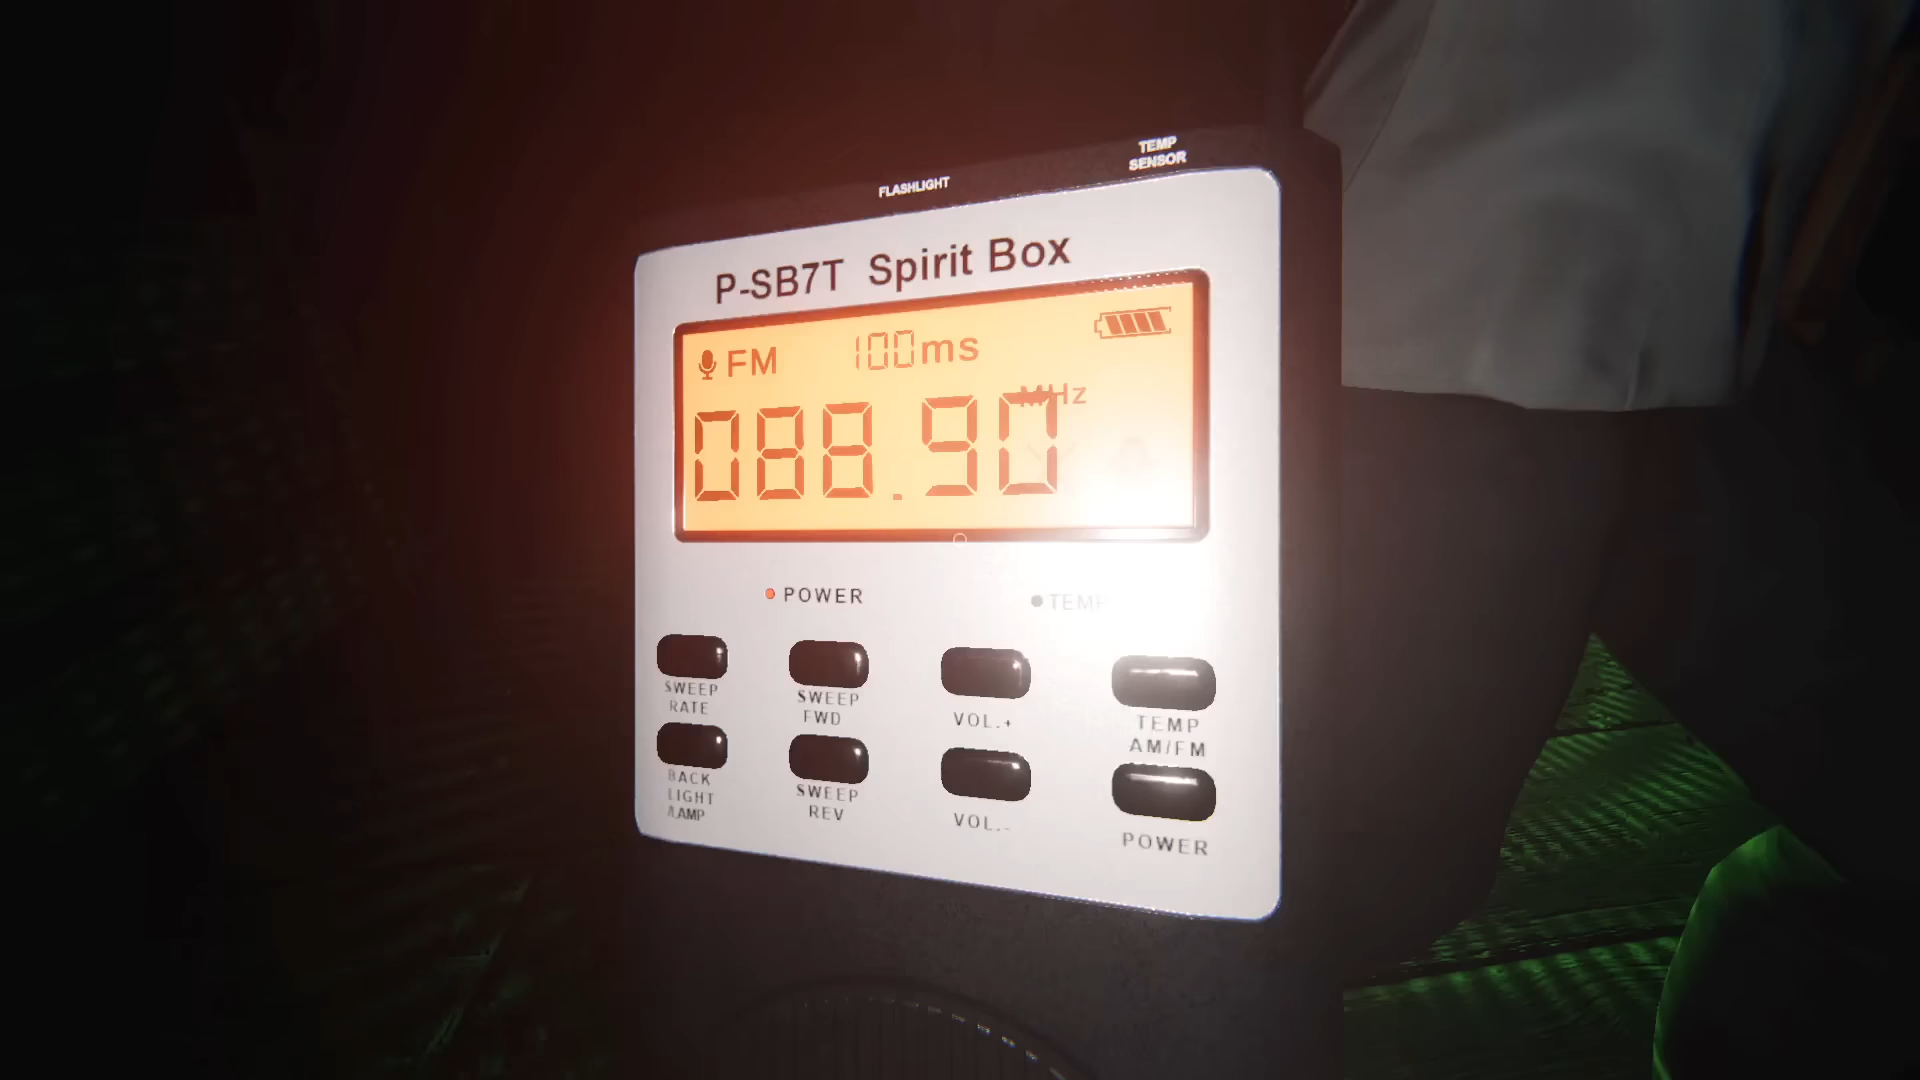 TEMP
SENSOR
FLASHLIGHT
P-SB7T Spirit Box
FM 100ms
MHz
088.90
POWER TEMP
SWEEP
RATE
SWEEP
FWD
VOL.+
TEMP
AM/FM
BACK
LIGHT
/LAMP
SWEEP
REV
VOL.-
POWER